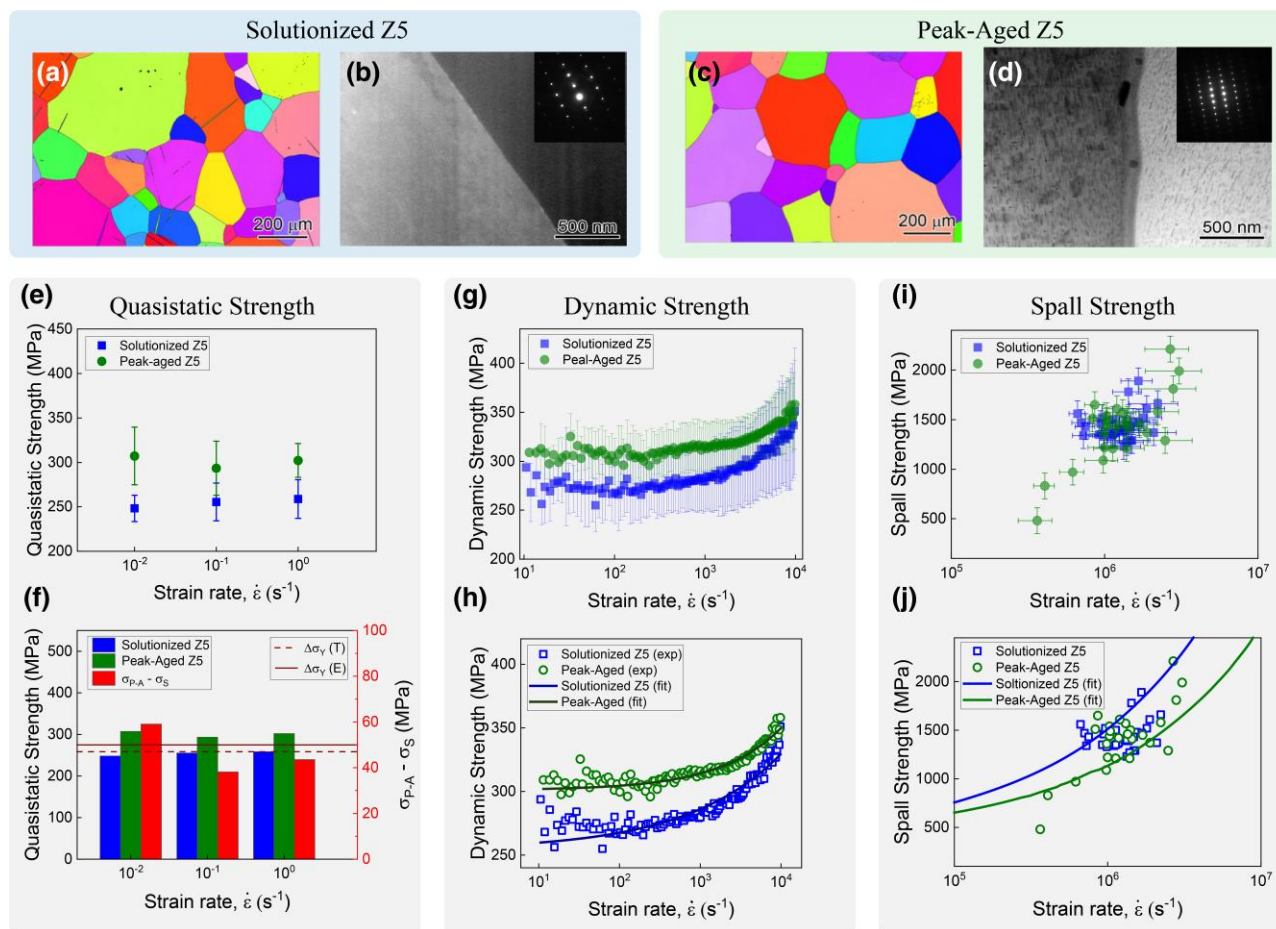 Solutionized Z5
Peak-Aged Z5
(a)
200 μm
(b)
500 nm
(c)
200 μm
(d)
500 nm
(e)
Quasistatic Strength
Quasistatic Strength (MPa)
450
400
350
300
250
200
Solutionized Z5
Peak-aged Z5
10⁻²
10⁻¹
10⁰
Strain rate, ε̇ (s⁻¹)
(f)
Quasistatic Strength (MPa)
500
400
300
200
100
0
Solutionized Z5
Peak-Aged Z5
σP-A - σS
ΔσY (T)
ΔσY (E)
100
80
60
40
20
0
σP-A - σS (MPa)
10⁻²
10⁻¹
10⁰
Strain rate, ε̇ (s⁻¹)
(g)
Dynamic Strength
Dynamic Strength (MPa)
400
350
300
250
200
Solutionized Z5
Peal-Aged Z5
10¹
10²
10³
10⁴
Strain rate, ε̇ (s⁻¹)
(h)
Dynamic Strength (MPa)
400
350
300
250
Solutionized Z5 (exp)
Peak-Aged (exp)
Solutionized Z5 (fit)
Peak-Aged (fit)
10¹
10²
10³
10⁴
Strain rate, ε̇ (s⁻¹)
(i)
Spall Strength
Spall Strength (MPa)
2000
1500
1000
500
Solutionized Z5
Peak-Aged Z5
10⁶
10⁷
Strain rate, ε̇ (s⁻¹)
(j)
Spall Strength (MPa)
2000
1500
1000
500
Solutionized Z5
Peak-Aged Z5
Soltionized Z5 (fit)
Peak-Aged Z5 (fit)
10⁵
10⁶
10⁷
Strain rate, ε̇ (s⁻¹)